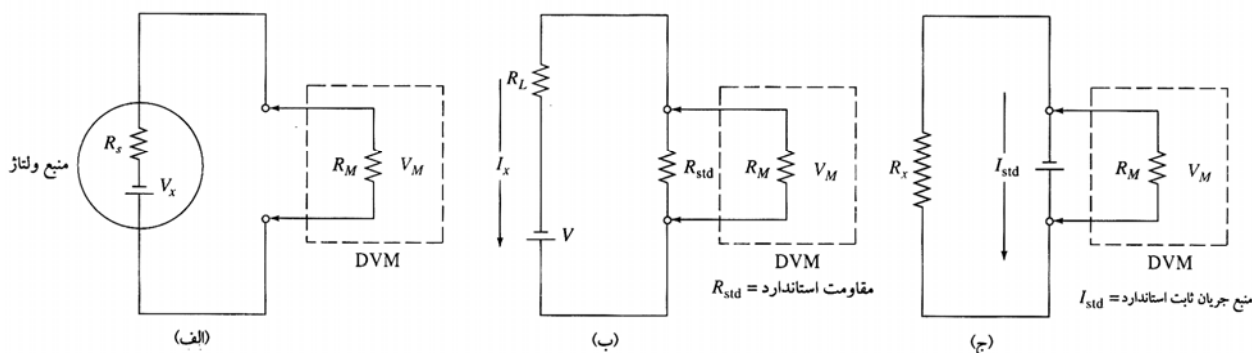 منبع ولتاژ
R_s
V_x
R_M
V_M
DVM
(الف)
R_L
I_x
V
R_std
R_M
V_M
DVM
R_std = مقاومت استاندارد
(ب)
R_x
I_std
R_M
V_M
DVM
I_std = منبع جریان ثابت استاندارد
(ج)